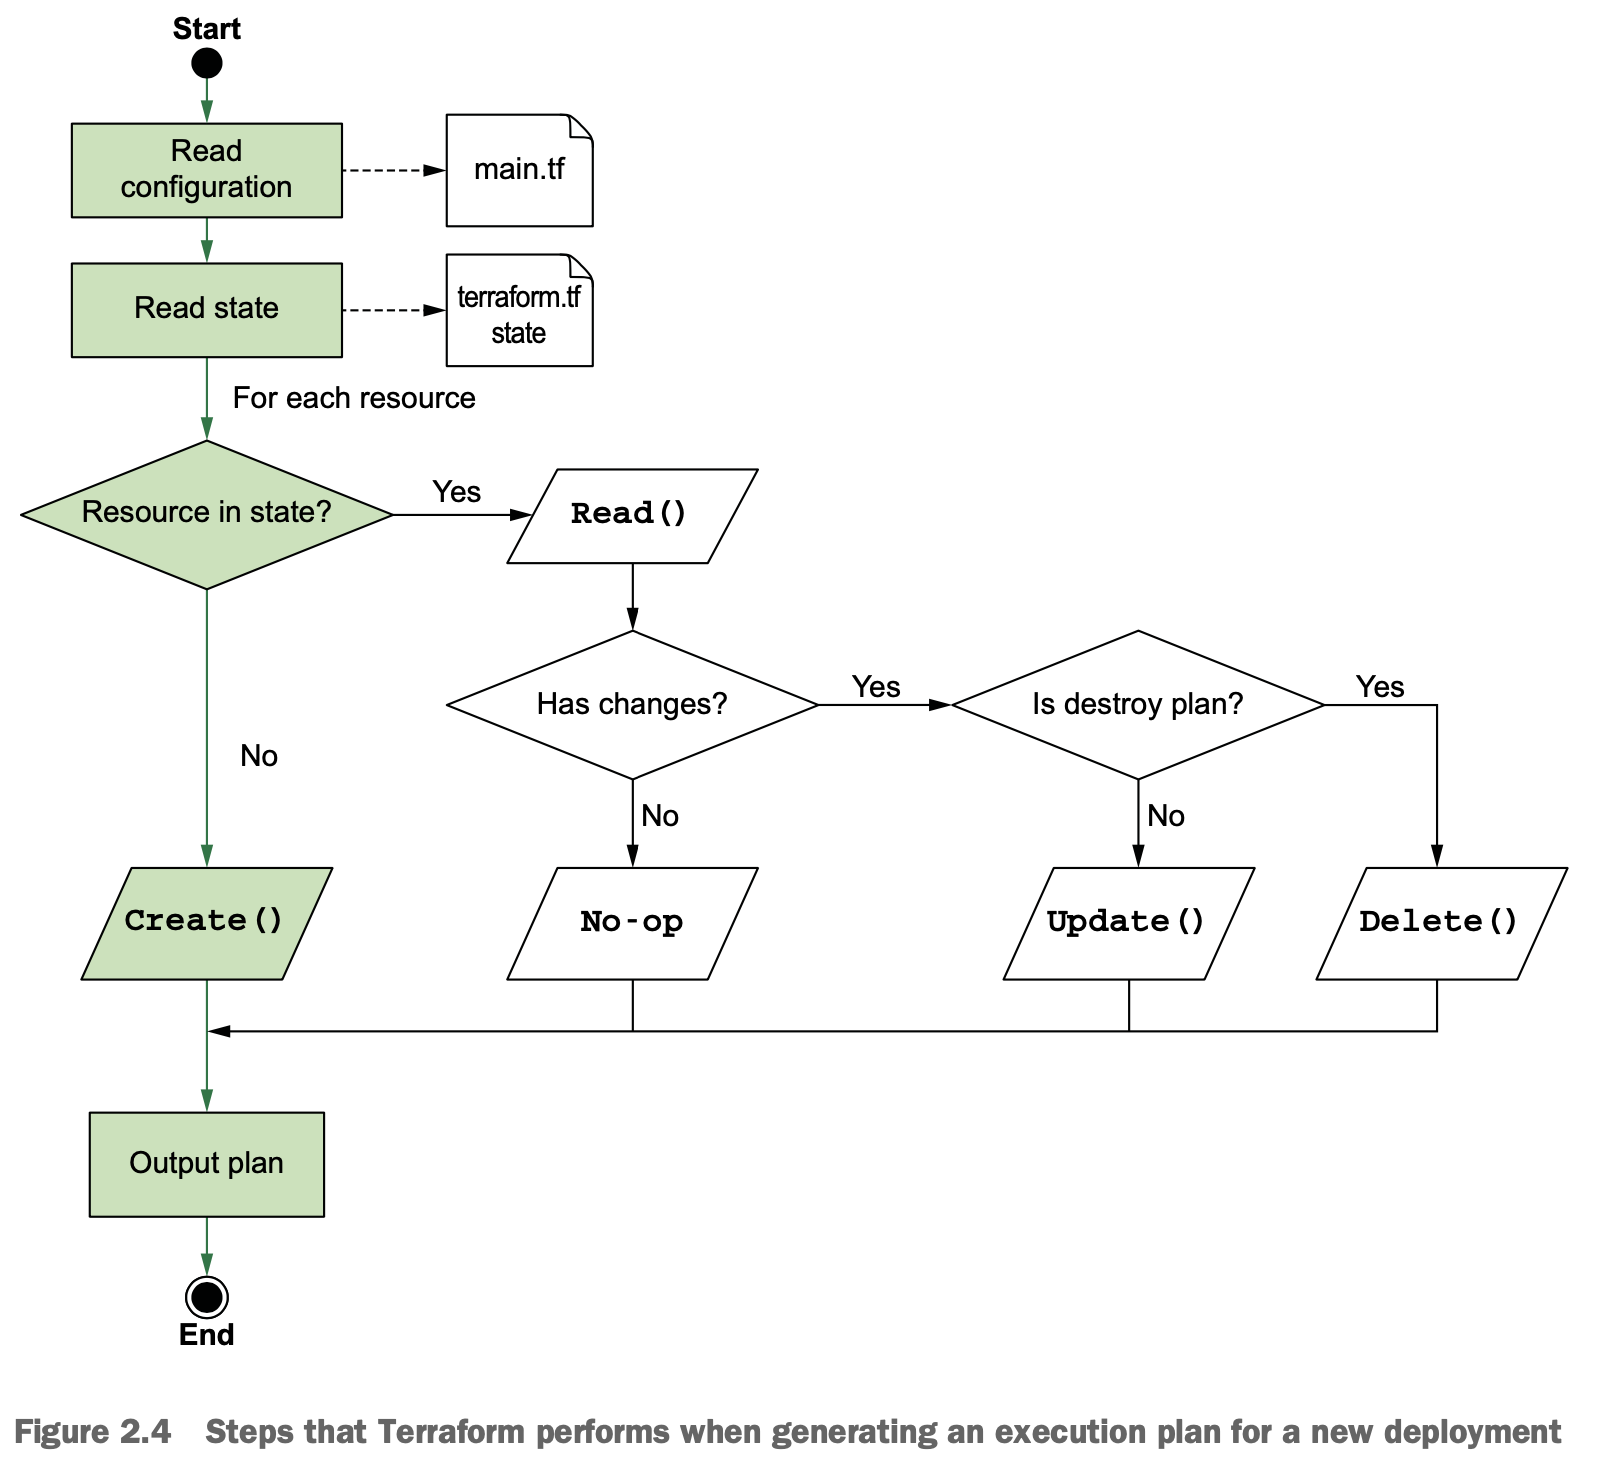 Start
Read
configuration
main.tf
Read state
terraform.tf
state
For each resource
Resource in state?
Yes
Read()
Has changes?
Yes
Is destroy plan?
Yes
No
No
No
Create()
No-op
Update()
Delete()
Output plan
End
Figure 2.4 Steps that Terraform performs when generating an execution plan for a new deployment